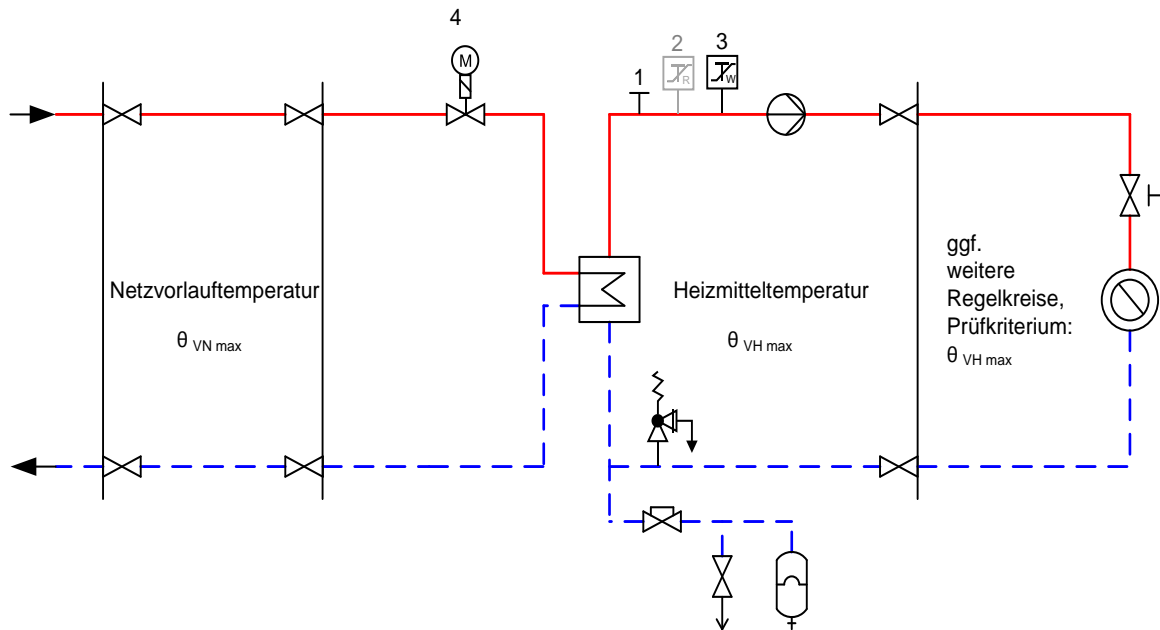 4
M
2
3
R
W
1
Netzvorlauftemperatur
θ VN max
Heizmitteltemperatur
θ VH max
ggf.
weitere
Regelkreise,
Prüfkriterium:
θ VH max